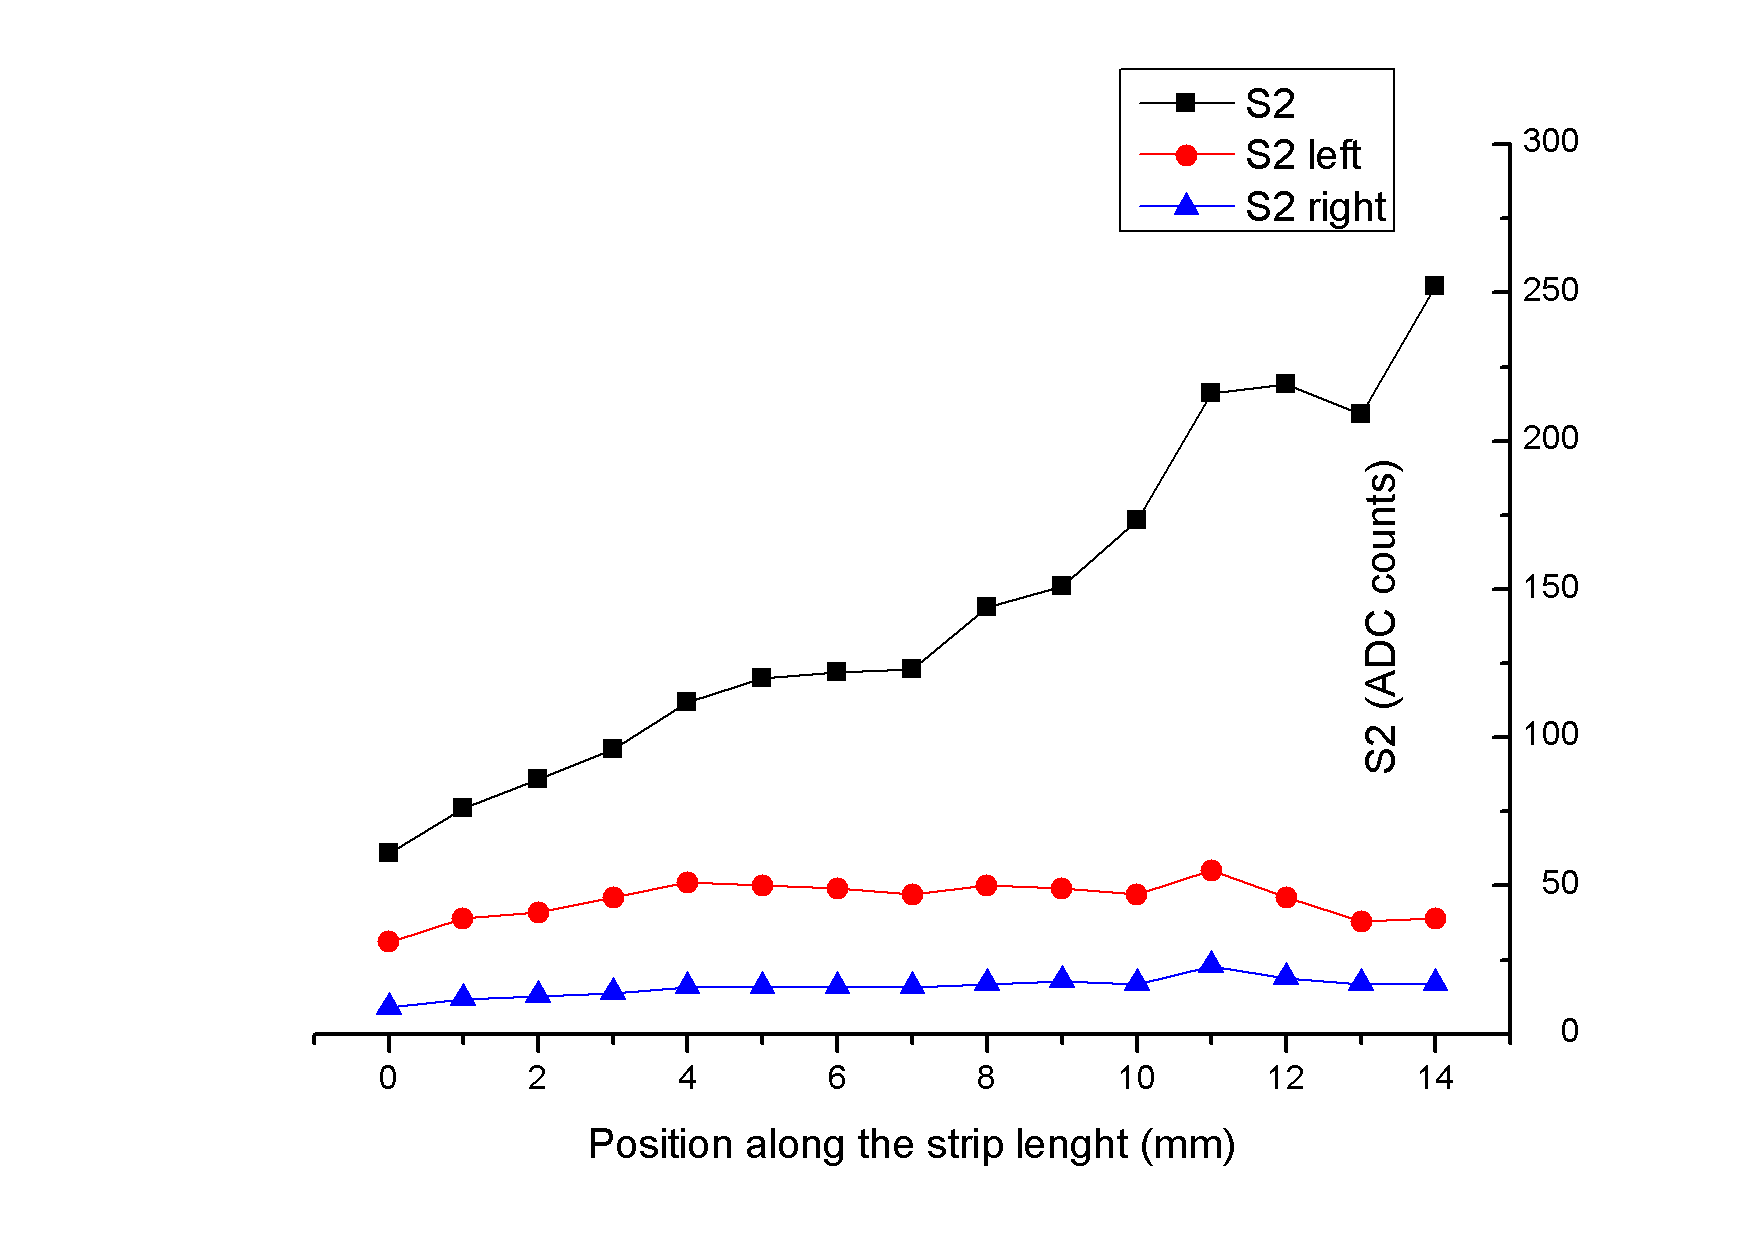 S2
S2 left
S2 right
300
250
200
150
100
50
0
S2 (ADC counts)
0 2 4 6 8 10 12 14
Position along the strip lenght (mm)